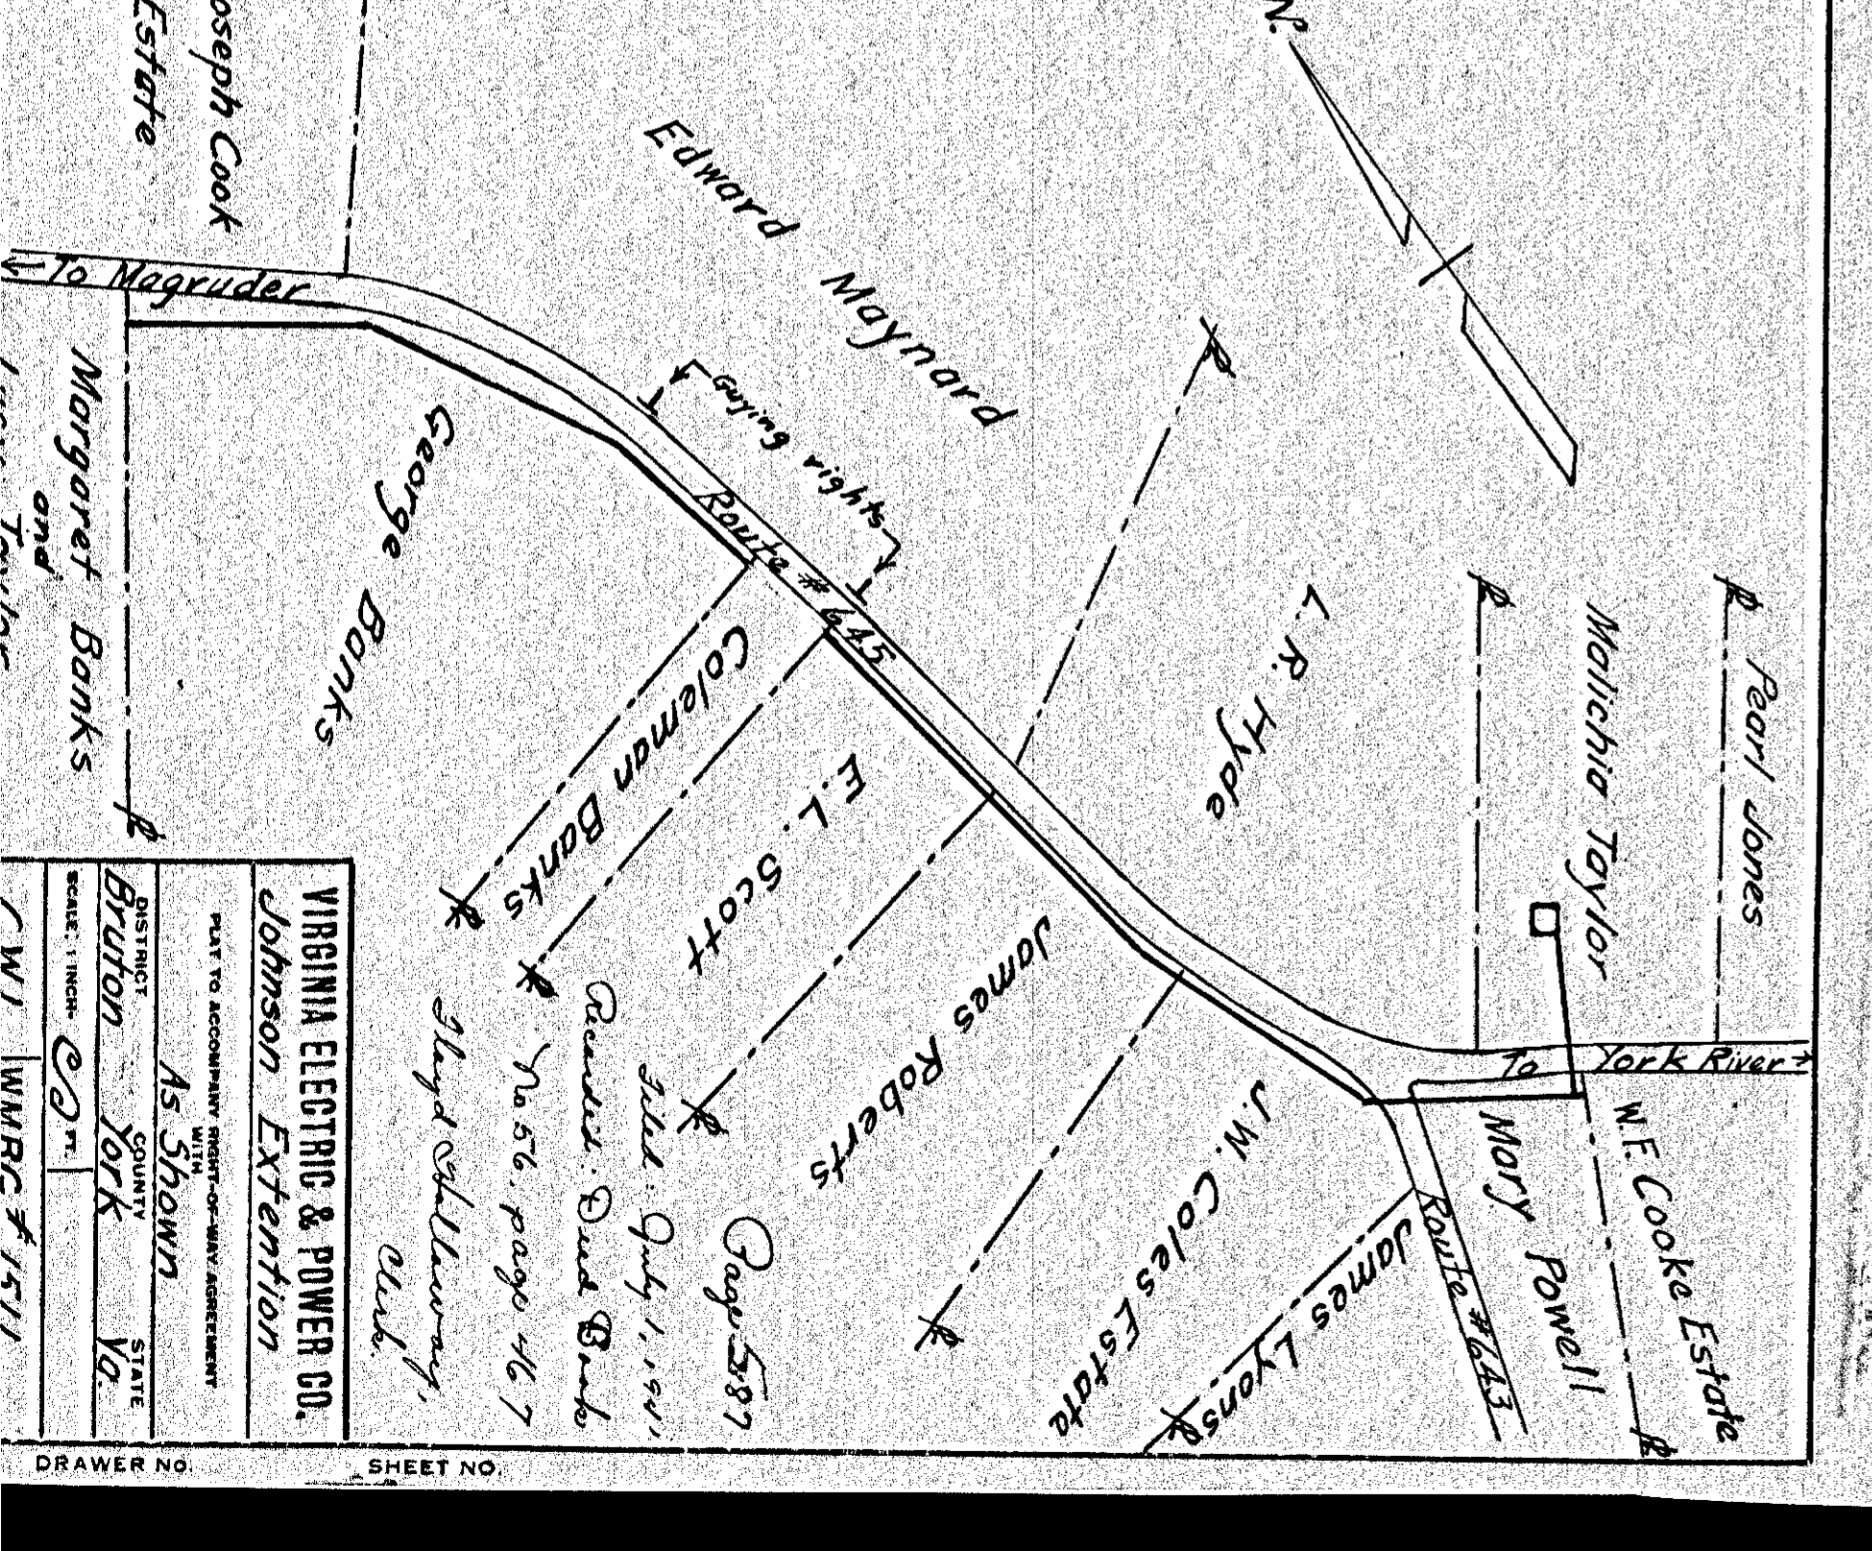 N.
Joseph Cook
Estate
Edward Maynard
← To Magruder
Guying rights
Route # 645
L. R. Hyde
Malichia Taylor
Pearl Jones
To York River →
Margaret Banks
and
George Banks
Coleman Banks
E. L. Scott
James Roberts
J. W. Coles Estate
James Lyons
Route #643
Mary Powell
W. F. Cooke Estate
Page 587
Filed: July 1,
Recorded: Deed Book
No 56, page 467
Floyd Holloway,
Clerk.
VIRGINIA ELECTRIC & POWER CO.
Johnson Extention
PLAT TO ACCOMPANY RIGHT-OF-WAY AGREEMENT
WITH
As Shown
DISTRICT COUNTY STATE
Bruton York Va.
SCALE: 1 INCH= FT.
WMRC # 1511
DRAWER NO.
SHEET NO.